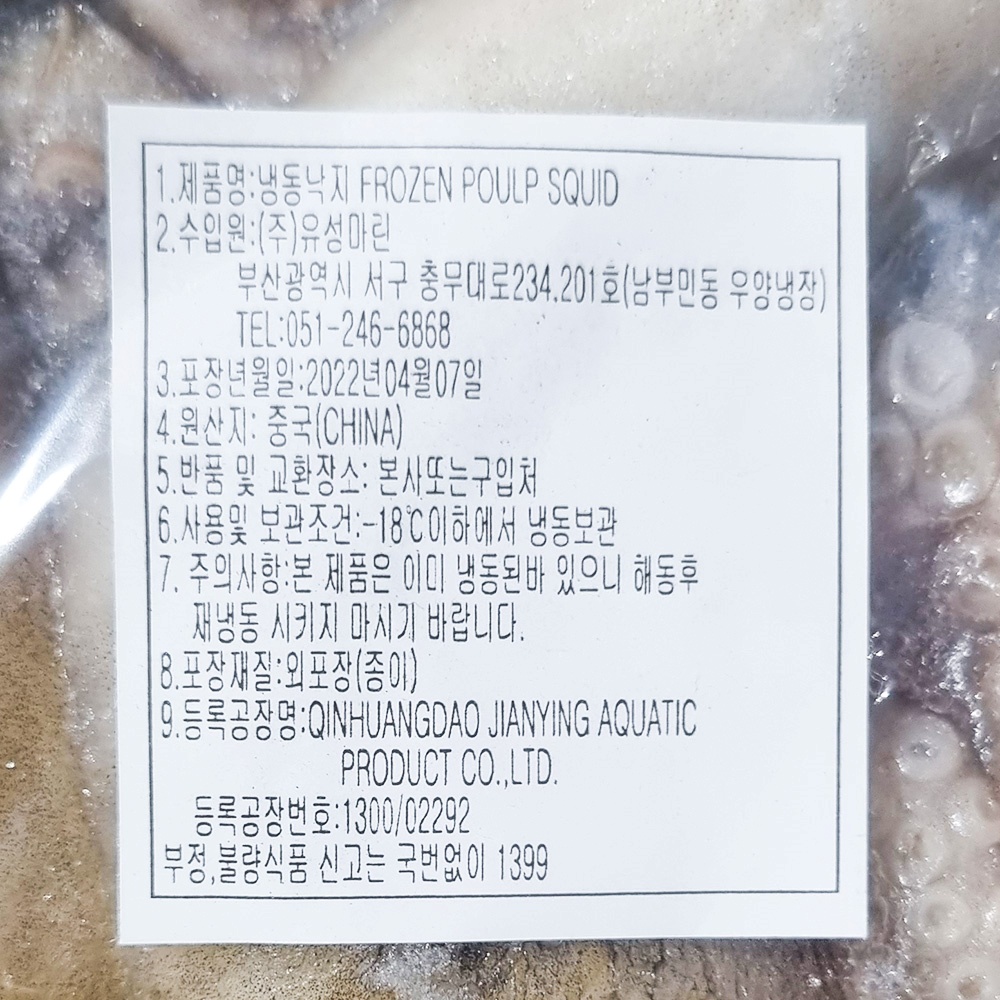 1.제품명:냉동낙지 FROZEN POULP SQUID
2.수입원:(주)유성마린
부산광역시 서구 충무대로234.201호(남부민동 우양냉장)
TEL:051-246-6868
3.포장년월일:2022년04월07일
4.원산지: 중국(CHINA)
5.반품 및 교환장소: 본사또는구입처
6.사용및 보관조건:-18℃이하에서 냉동보관
7. 주의사항:본 제품은 이미 냉동된바 있으니 해동후
재냉동 시키지 마시기 바랍니다.
8.포장재질:외포장(종이)
9.등록공장명:QINHUANGDAO JIANYING AQUATIC
PRODUCT CO.,LTD.
등록공장번호:1300/02292
부정,불량식품 신고는 국번없이 1399